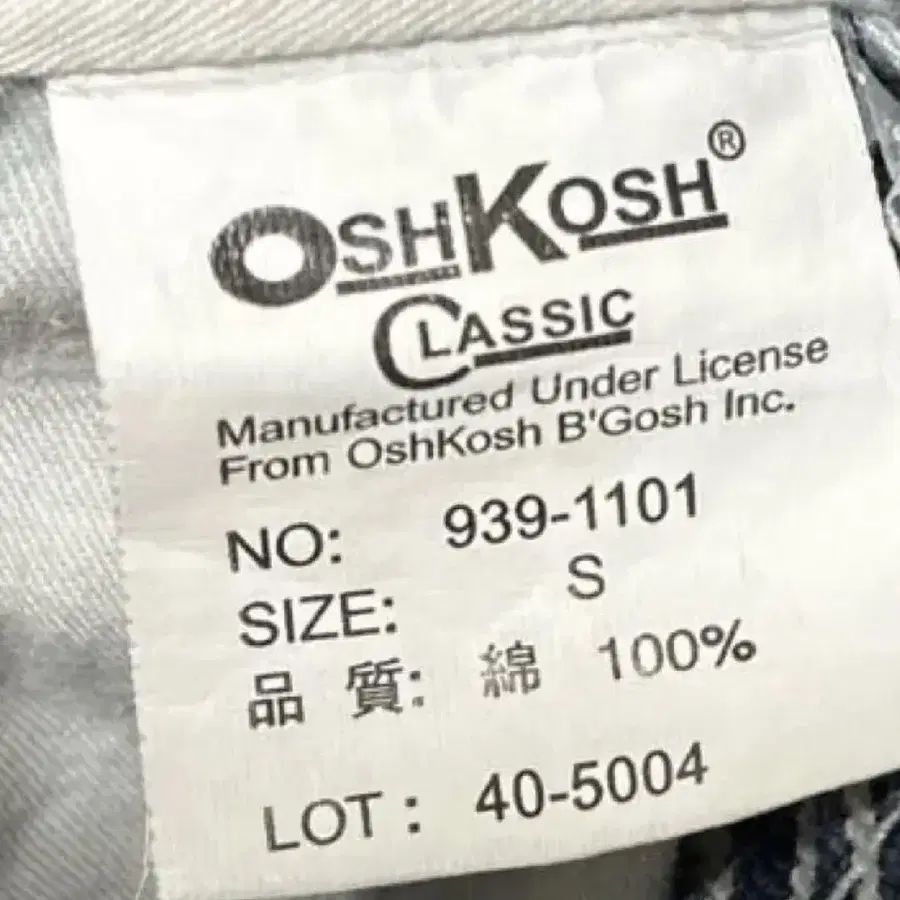 OSHKOSH®
CLASSIC
Manufactured Under License
From OshKosh B'Gosh Inc.
NO: 939-1101
SIZE: S
品 質: 綿 100%
LOT : 40-5004